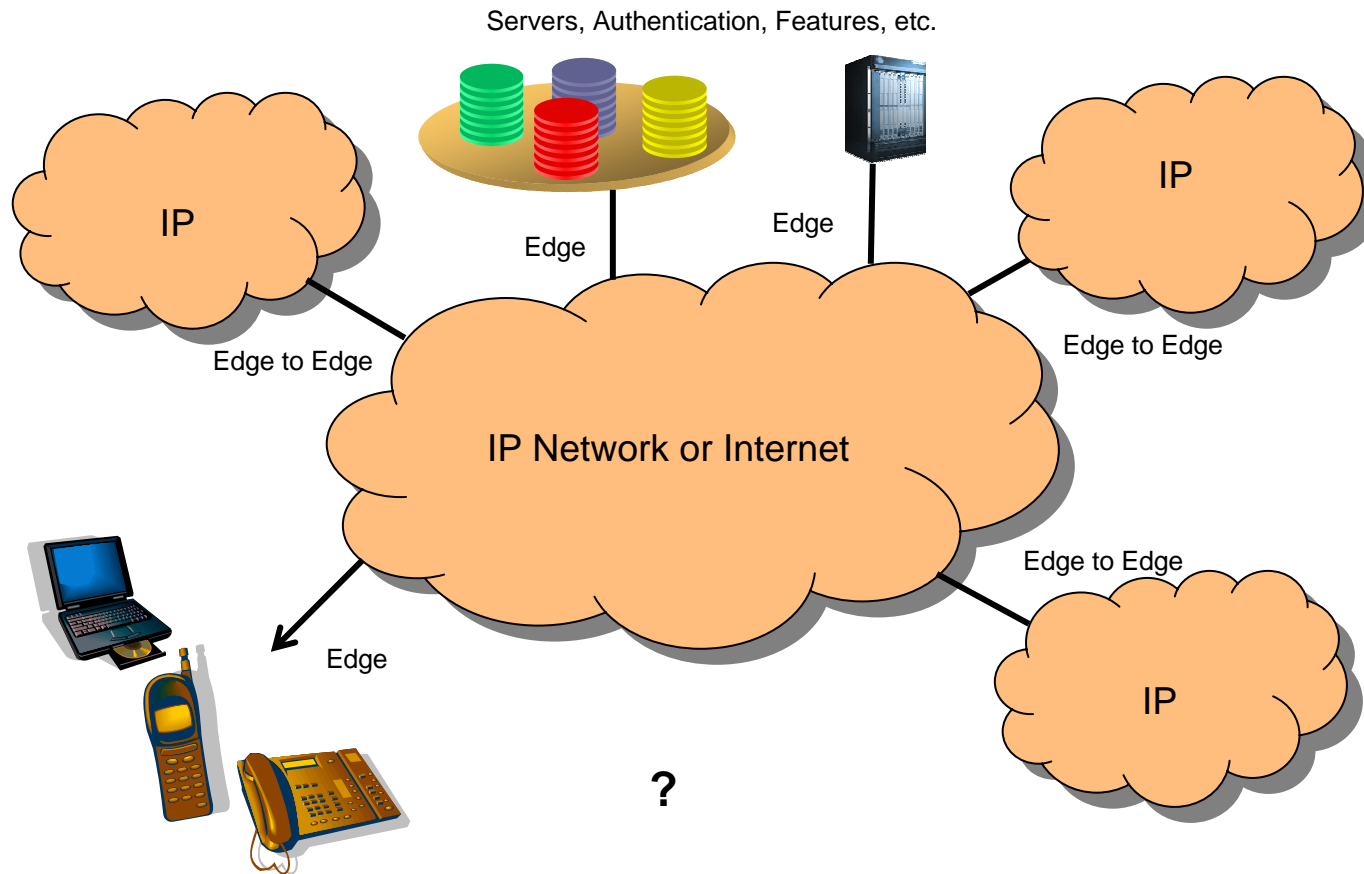 Servers, Authentication, Features, etc.
IP
IP
Edge
Edge
Edge to Edge
Edge to Edge
IP Network or Internet
Edge to Edge
Edge
IP
?